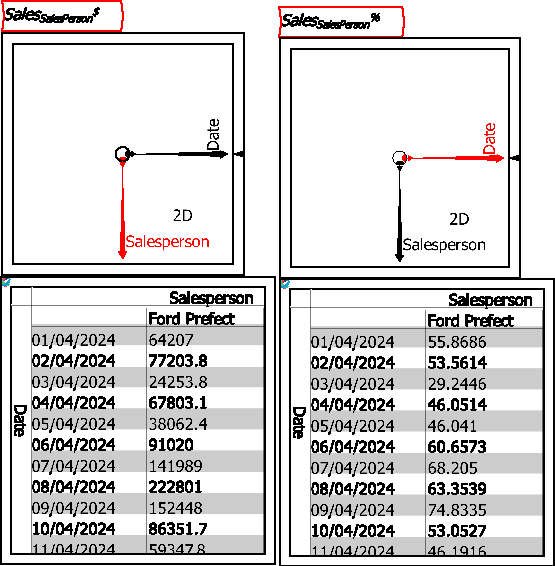 Sales SalesPerson $
Date
2D
Salesperson
Salesperson
Ford Prefect
Date
01/04/2024 64207
02/04/2024 77203.8
03/04/2024 24253.8
04/04/2024 67803.1
05/04/2024 38062.4
06/04/2024 91020
07/04/2024 141989
08/04/2024 222801
09/04/2024 152448
10/04/2024 86351.7
11/04/2024 59347.8
Sales SalesPerson %
Date
2D
Salesperson
Salesperson
Ford Prefect
Date
01/04/2024 55.8686
02/04/2024 53.5614
03/04/2024 29.2446
04/04/2024 46.0514
05/04/2024 46.041
06/04/2024 60.6573
07/04/2024 68.205
08/04/2024 63.3539
09/04/2024 74.8335
10/04/2024 53.0527
11/04/2024 46.1916